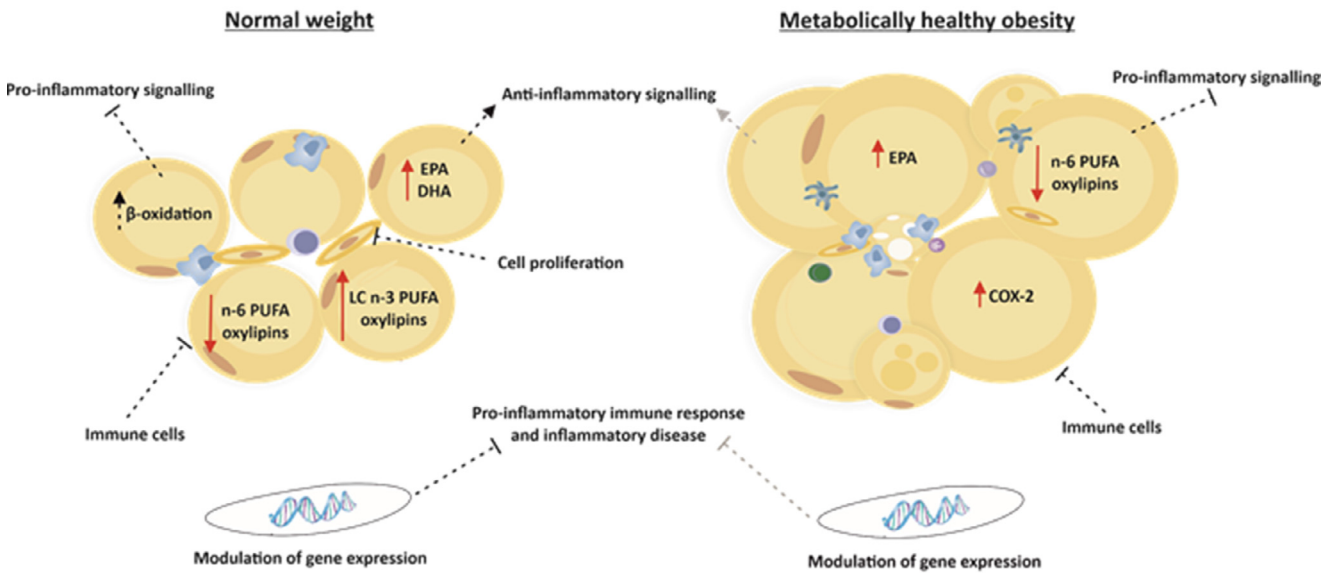 Normal weight
Metabolically healthy obesity
Pro-inflammatory signalling
Anti-inflammatory signalling
Pro-inflammatory signalling
EPA
DHA
β-oxidation
EPA
n-6 PUFA
oxylipins
Cell proliferation
n-6 PUFA
oxylipins
LC n-3 PUFA
oxylipins
COX-2
Immune cells
Pro-inflammatory immune response
and inflammatory disease
Immune cells
Modulation of gene expression
Modulation of gene expression